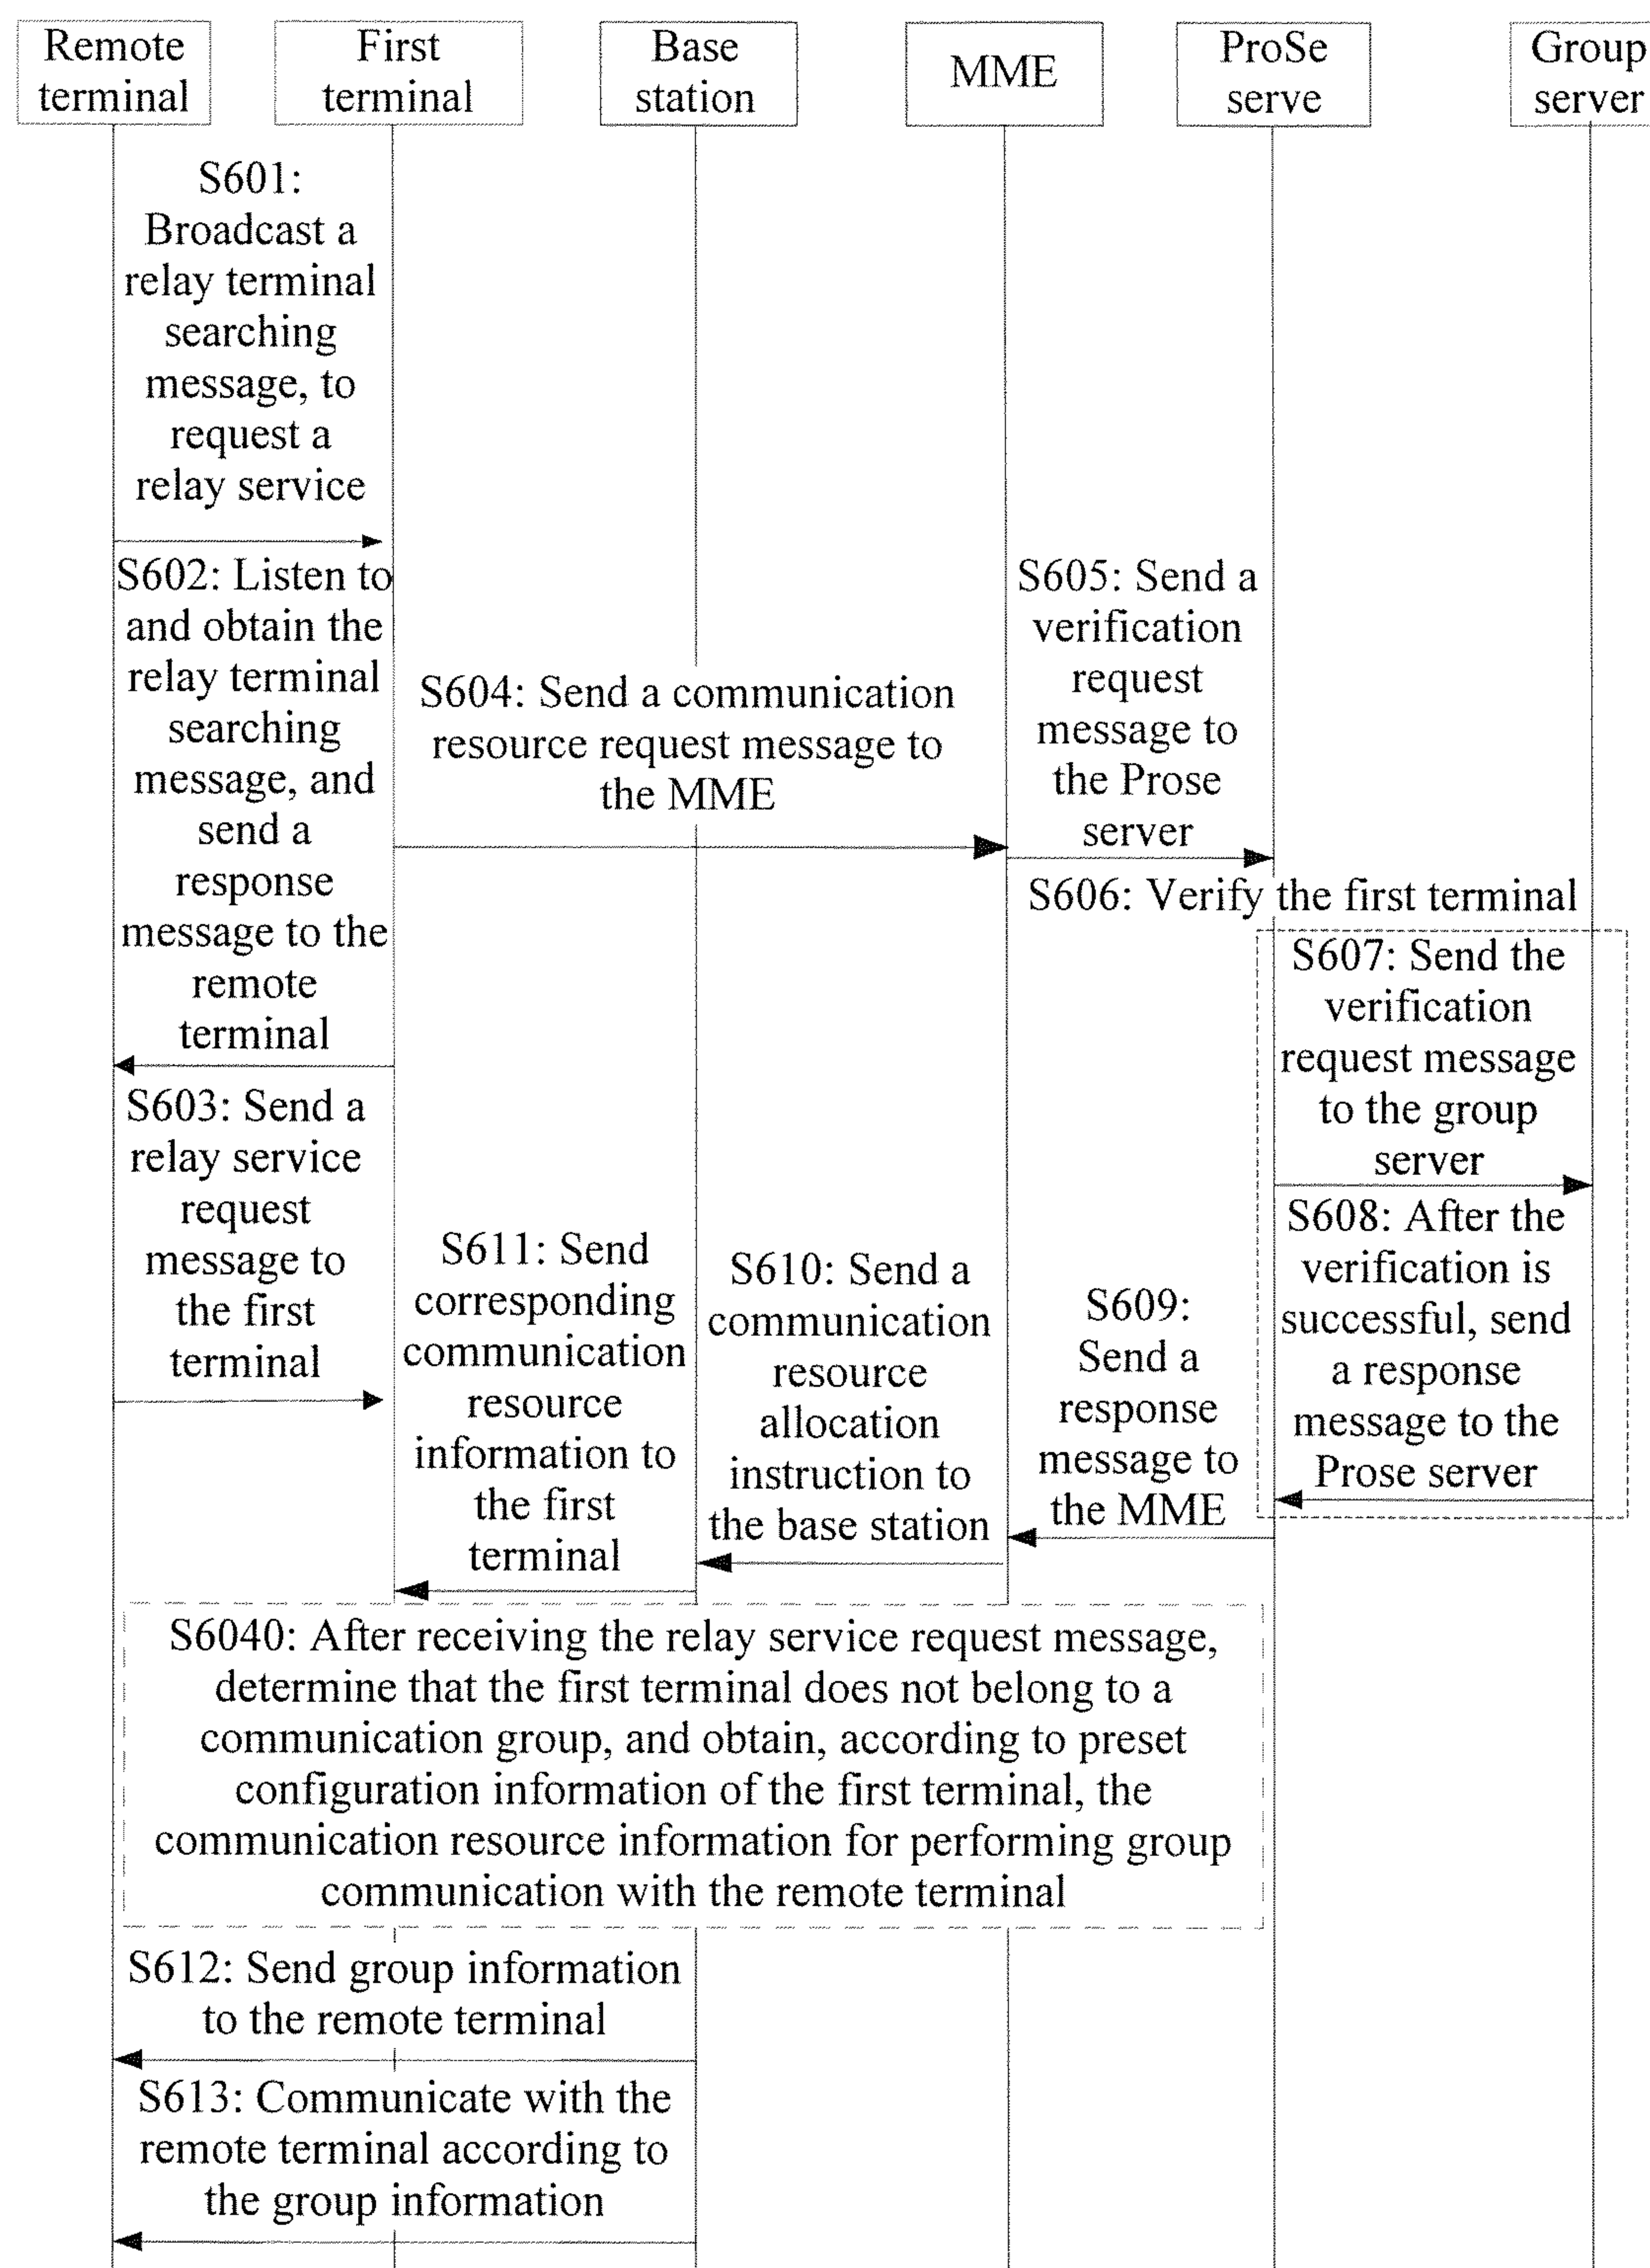 Remote
terminal
First
terminal
Base
station
MME
ProSe
serve
Group
server
S601:
Broadcast a
relay terminal
searching
message, to
request a
relay service
S602: Listen to
and obtain the
relay terminal
searching
message, and
send a
response
message to the
remote
terminal
S603: Send a
relay service
request
message to
the first
terminal
S604: Send a communication
resource request message to
the MME
S605: Send a
verification
request
message to
the Prose
server
S606: Verify the first terminal
S607: Send the
verification
request message
to the group
server
S608: After the
verification is
successful, send
a response
message to the
Prose server
S609:
Send a
response
message to
the MME
S610: Send a
communication
resource
allocation
instruction to
the base station
S611: Send
corresponding
communication
resource
information to
the first
terminal
S6040: After receiving the relay service request message,
determine that the first terminal does not belong to a
communication group, and obtain, according to preset
configuration information of the first terminal, the
communication resource information for performing group
communication with the remote terminal
S612: Send group information
to the remote terminal
S613: Communicate with the
remote terminal according to
the group information